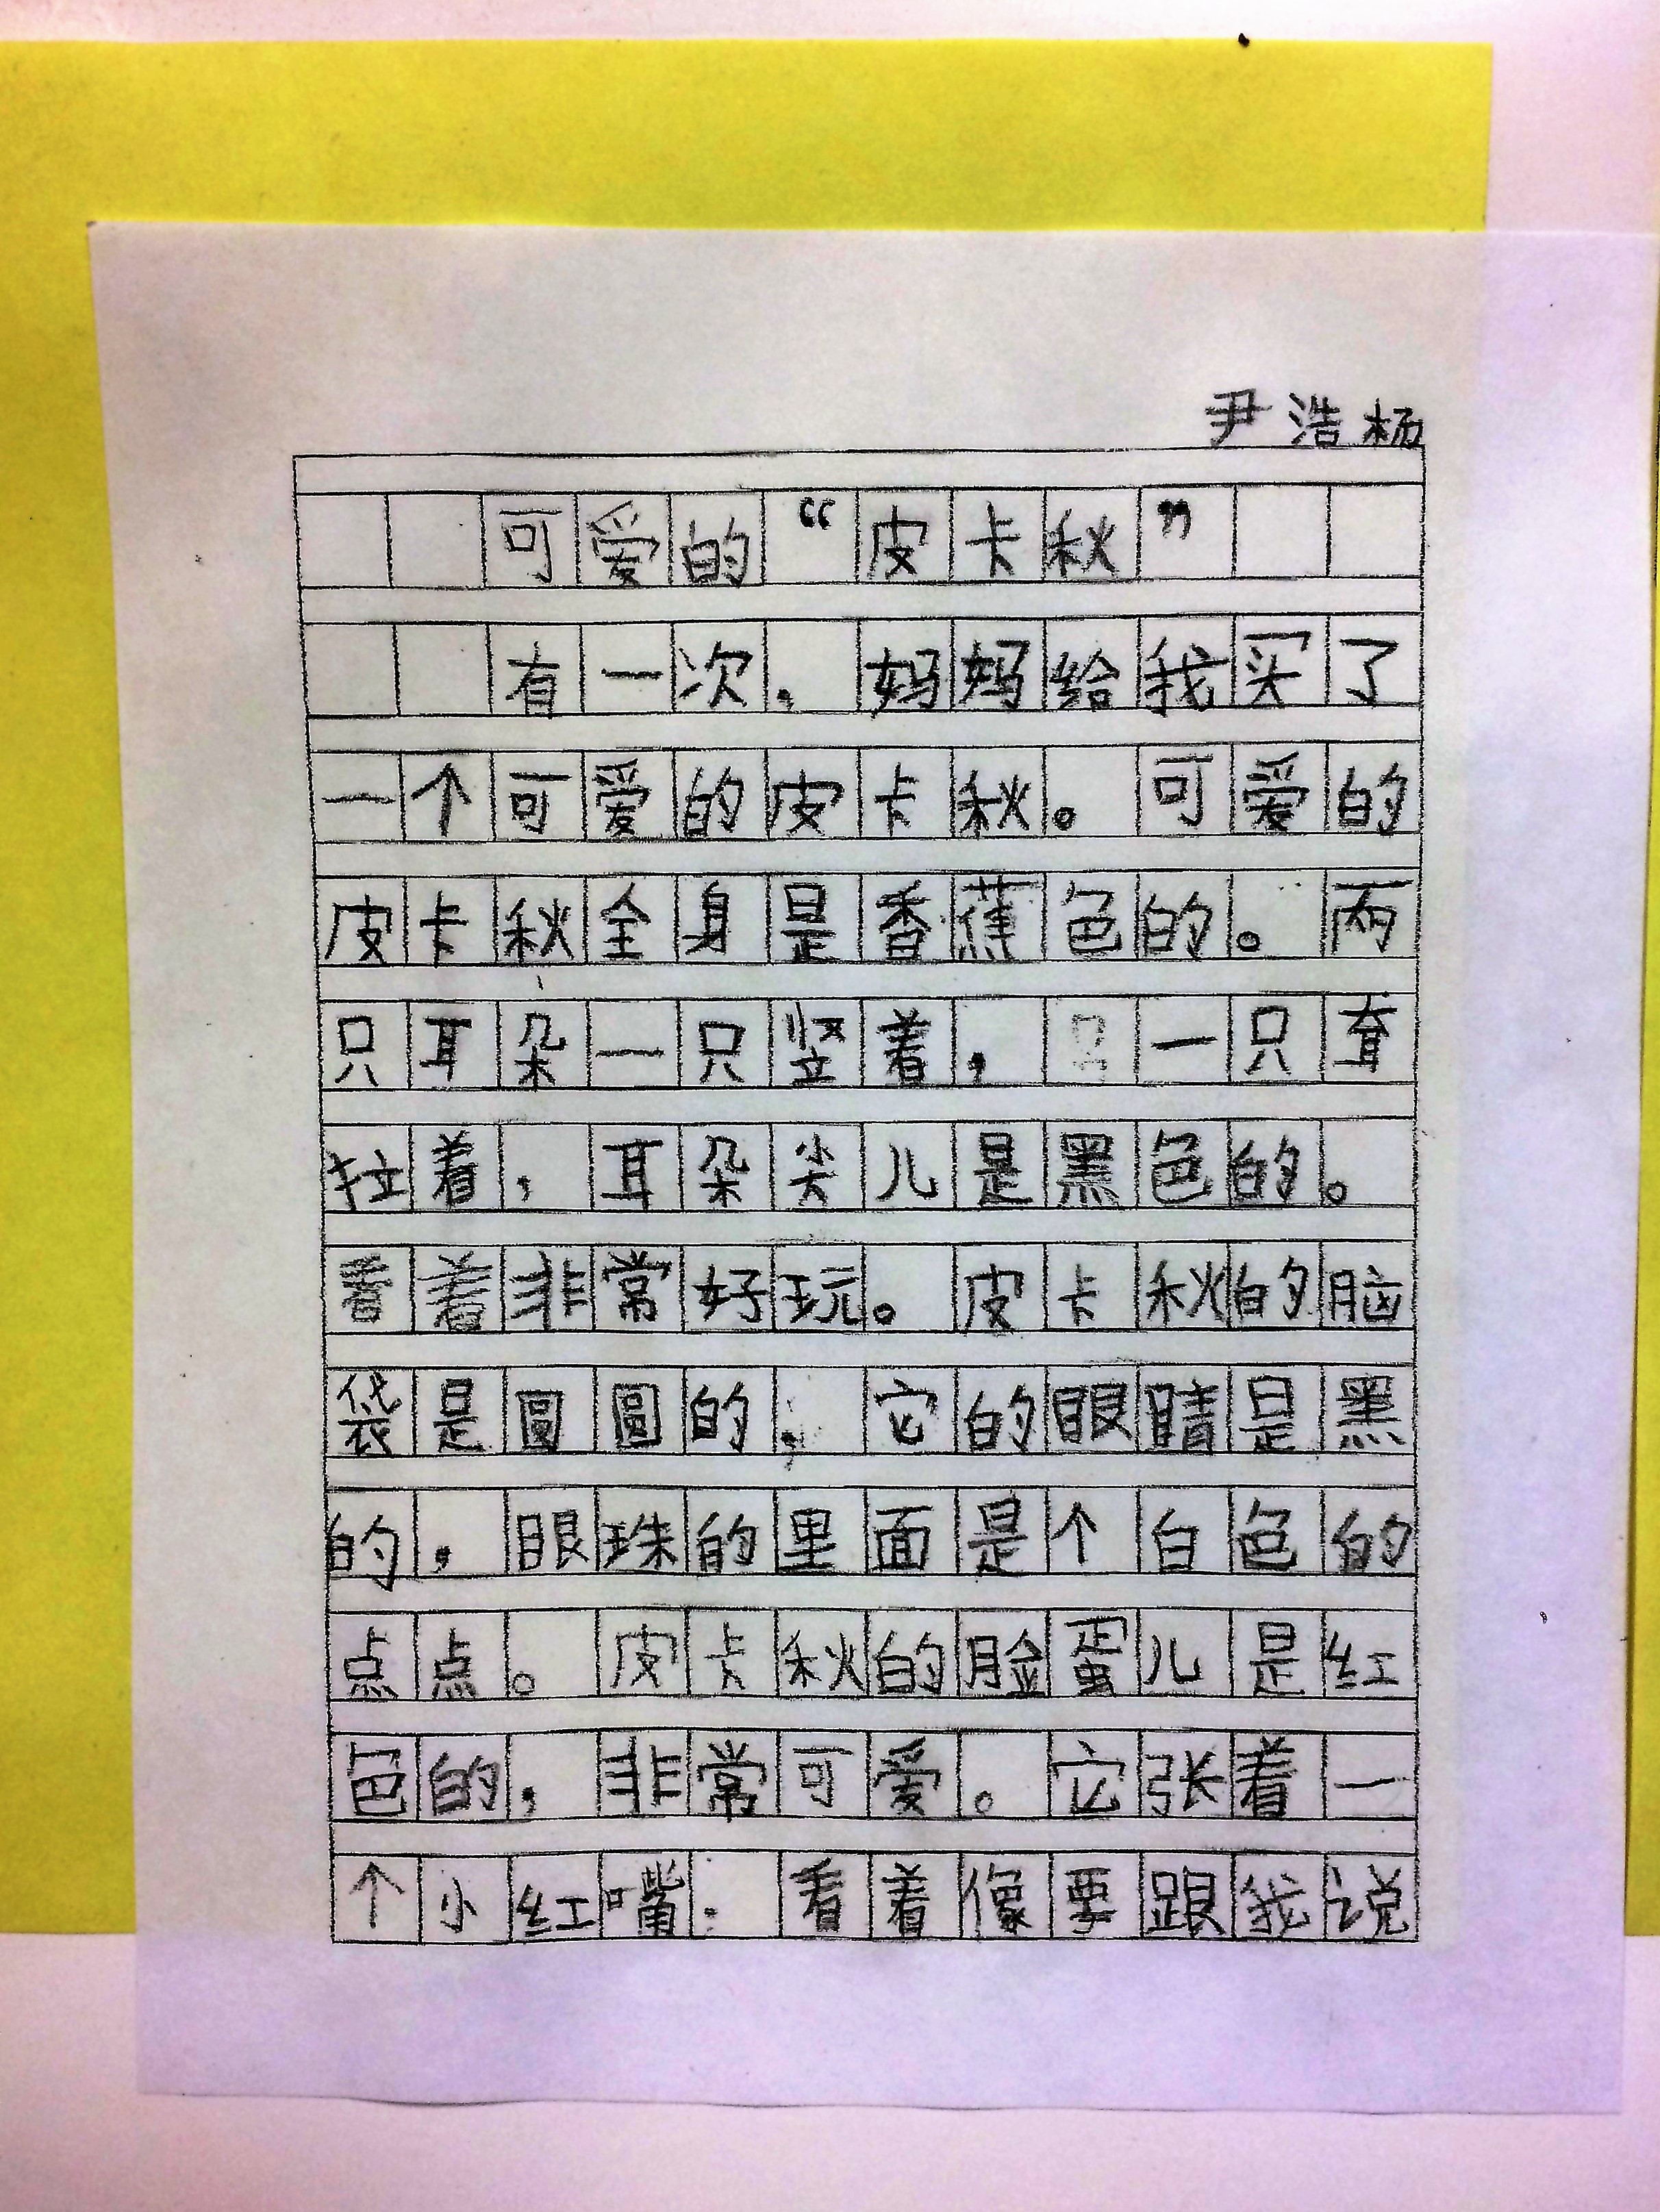 尹浩杨
可爱的“皮卡秋”
有一次，妈妈给我买了
一个可爱的皮卡秋。可爱的
皮卡秋全身是香蕉色的。两
只耳朵一只竖着，一只耷
拉着，耳朵尖儿是黑色的。
看着非常好玩。皮卡秋的脑
袋是圆圆的，它的眼睛是黑
的，眼珠的里面是个白色的
点点。皮卡秋的脸蛋儿是红
色的，非常可爱。它张着一
个小红嘴，看着像要跟我说